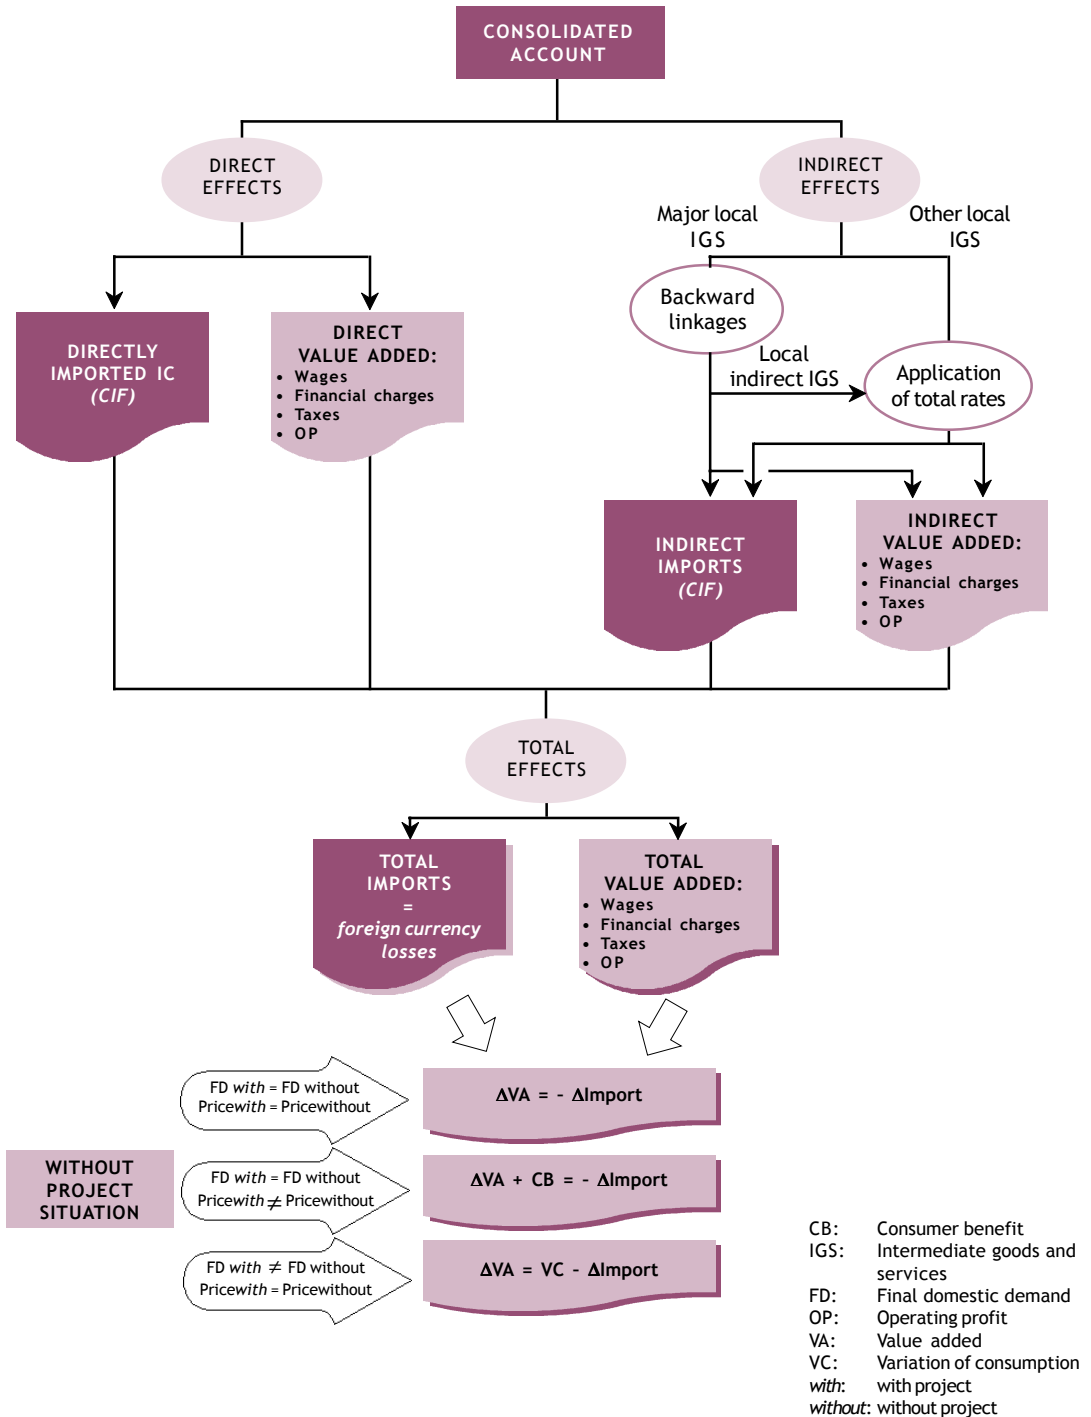 CONSOLIDATED
ACCOUNT
DIRECT
EFFECTS
INDIRECT
EFFECTS
Major local
IGS
Other local
IGS
Backward
linkages
Local
indirect IGS
Application
of total rates
DIRECTLY
IMPORTED IC
(CIF)
DIRECT
VALUE ADDED:
• Wages
• Financial charges
• Taxes
• OP
INDIRECT
IMPORTS
(CIF)
INDIRECT
VALUE ADDED:
• Wages
• Financial charges
• Taxes
• OP
TOTAL
EFFECTS
TOTAL
IMPORTS
=
foreign currency
losses
TOTAL
VALUE ADDED:
• Wages
• Financial charges
• Taxes
• OP
WITHOUT
PROJECT
SITUATION
FD with = FD without
Pricewith = Pricewithout
ΔVA = - ΔImport
FD with = FD without
Pricewith ≠ Pricewithout
ΔVA + CB = - ΔImport
FD with ≠ FD without
Pricewith = Pricewithout
ΔVA = VC - ΔImport
CB: Consumer benefit
IGS: Intermediate goods and
services
FD: Final domestic demand
OP: Operating profit
VA: Value added
VC: Variation of consumption
with: with project
without: without project